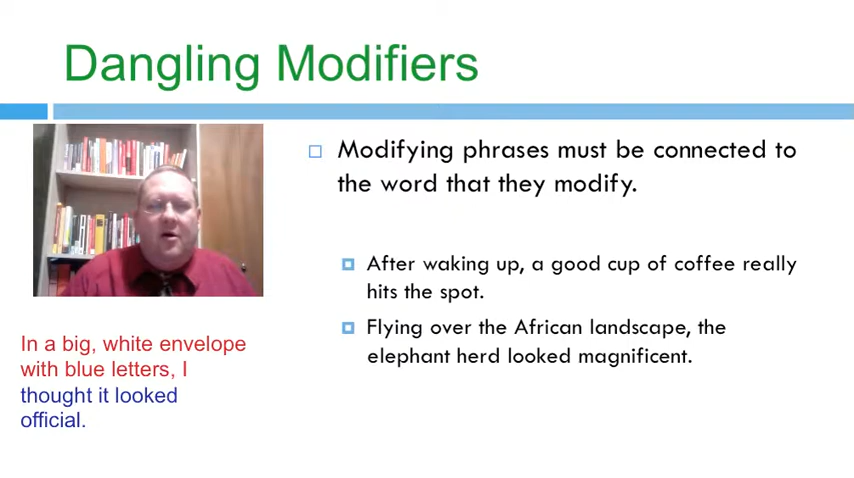 Dangling Modifiers
Modifying phrases must be connected to
the word that they modify.
After waking up, a good cup of coffee really
hits the spot.
Flying over the African landscape, the
elephant herd looked magnificent.
In a big, white envelope
with blue letters, I
thought it looked
official.